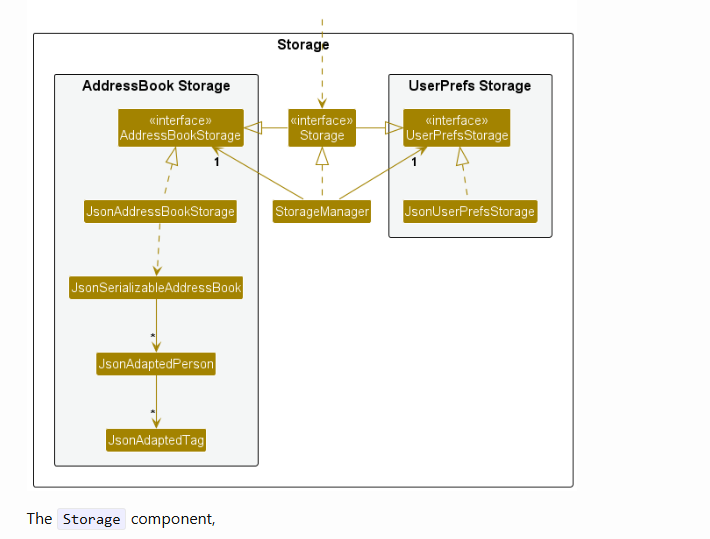 Storage
AddressBook Storage
UserPrefs Storage
«interface»
AddressBookStorage
«interface»
Storage
«interface»
UserPrefsStorage
1
1
JsonAddressBookStorage
StorageManager
JsonUserPrefsStorage
JsonSerializableAddressBook
*
JsonAdaptedPerson
*
JsonAdaptedTag
The Storage component,